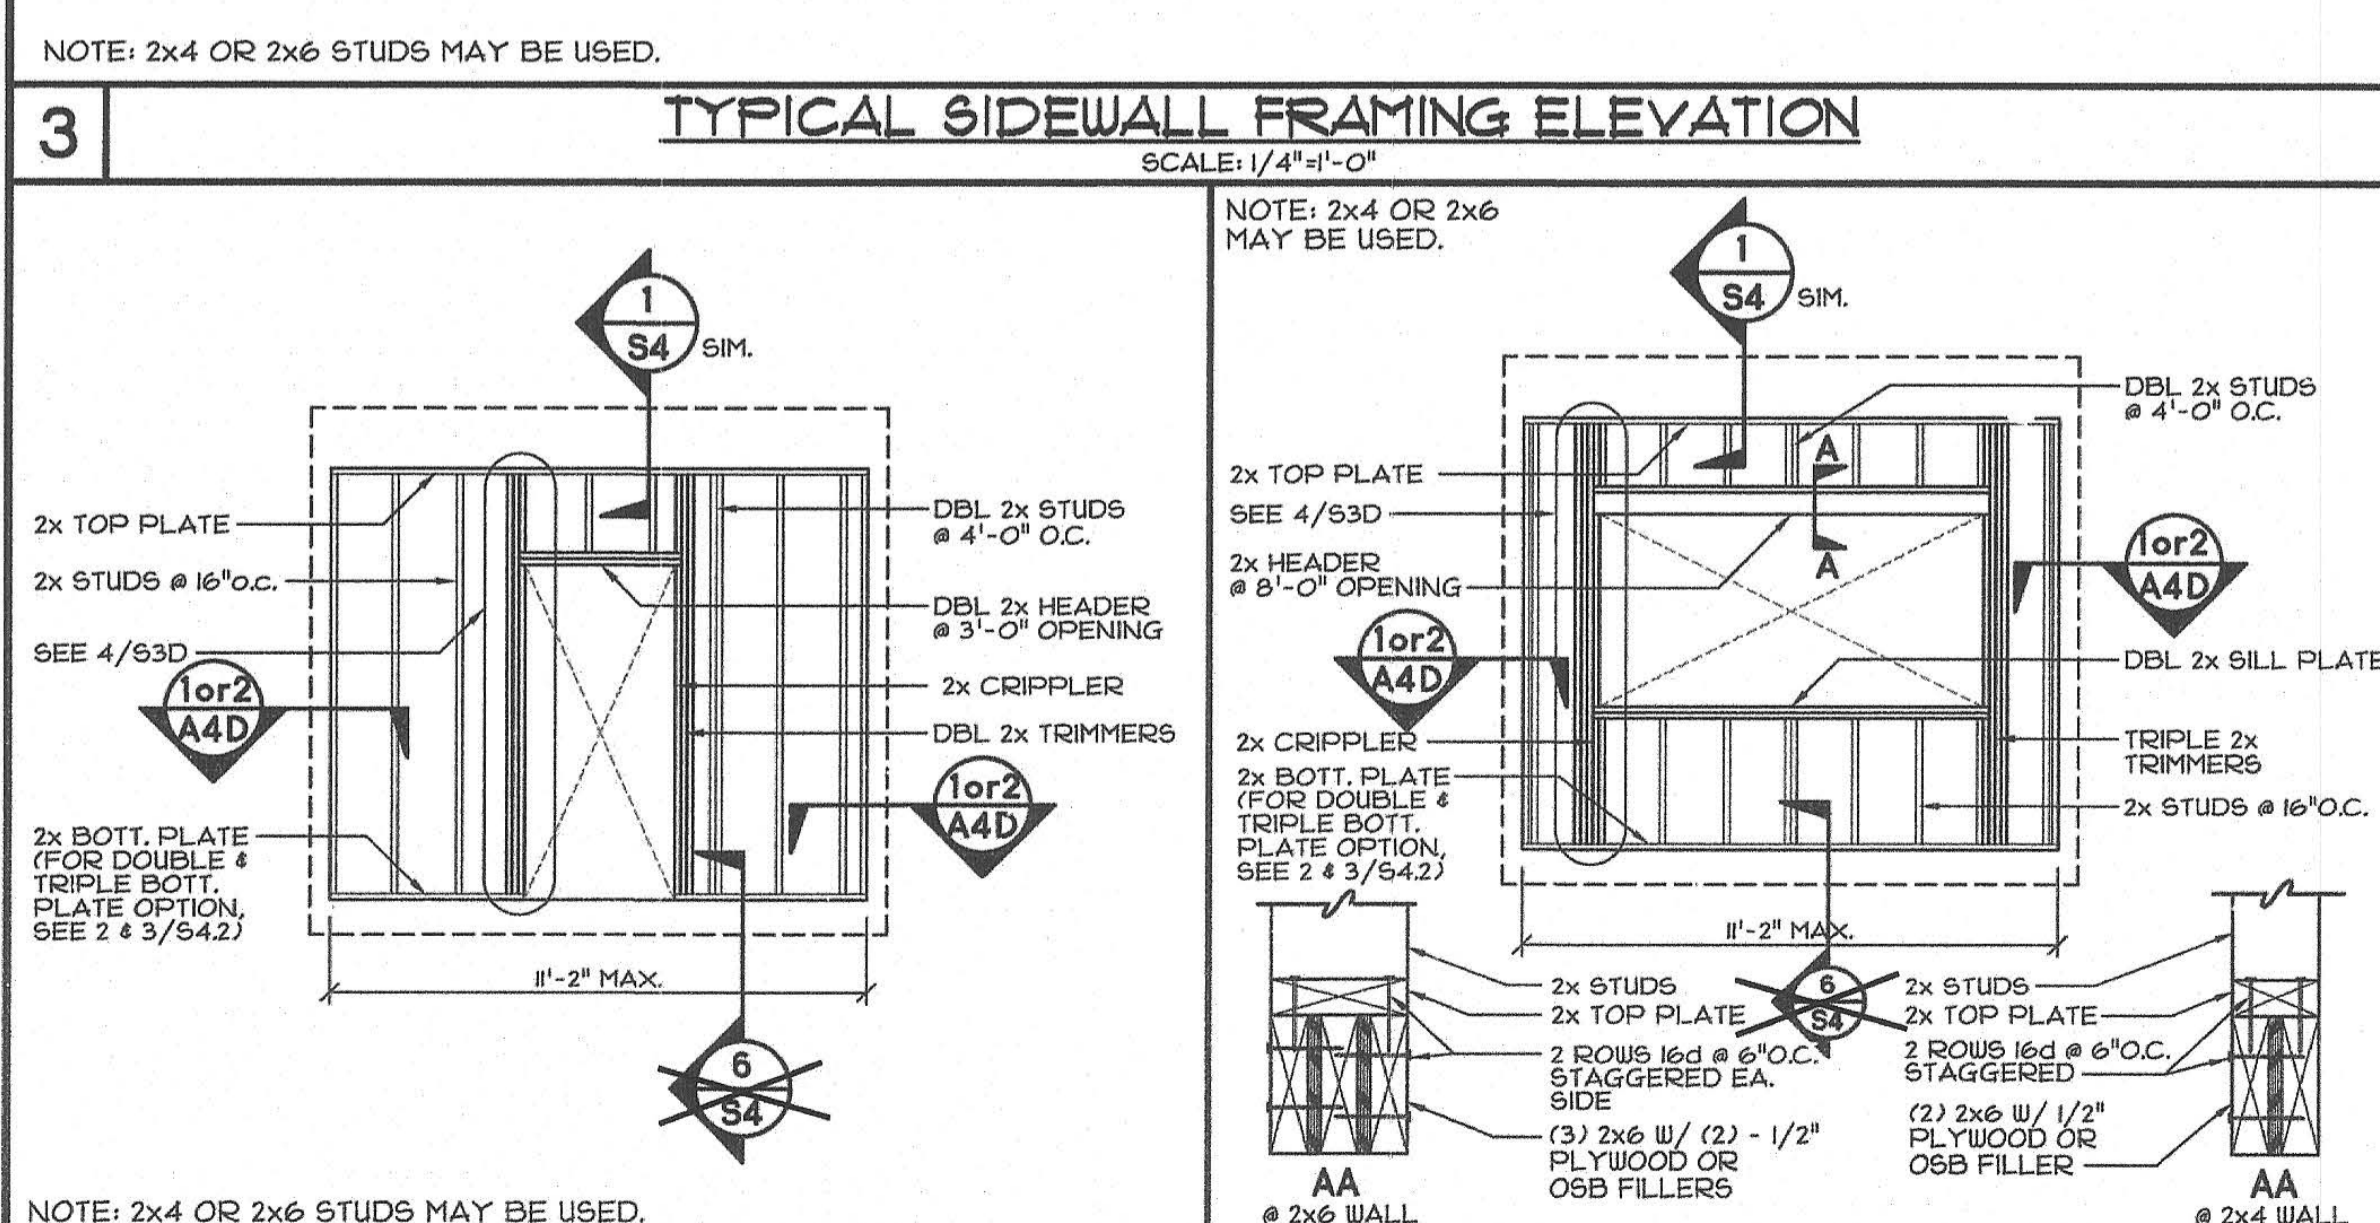 NOTE: 2x4 OR 2x6 STUDS MAY BE USED.
3
TYPICAL SIDEWALL FRAMING ELEVATION
SCALE: 1/4"=1'-0"
1
S4
SIM.
2x TOP PLATE
2x STUDS @ 16"O.C.
SEE 4/S3D
1or2
A4D
2x BOTT. PLATE
(FOR DOUBLE &
TRIPLE BOTT.
PLATE OPTION,
SEE 2 & 3/S4.2)
DBL 2x STUDS
@ 4'-0" O.C.
DBL 2x HEADER
@ 3'-0" OPENING
2x CRIPPLER
DBL 2x TRIMMERS
1or2
A4D
11'-2" MAX.
6
S4
NOTE: 2x4 OR 2x6 STUDS MAY BE USED.
NOTE: 2x4 OR 2x6
MAY BE USED.
1
S4
SIM.
2x TOP PLATE
SEE 4/S3D
2x HEADER
@ 8'-0" OPENING
1or2
A4D
2x CRIPPLER
2x BOTT. PLATE
(FOR DOUBLE &
TRIPLE BOTT.
PLATE OPTION,
SEE 2 & 3/S4.2)
A
A
DBL 2x STUDS
@ 4'-0" O.C.
1or2
A4D
DBL 2x SILL PLATE
TRIPLE 2x
TRIMMERS
2x STUDS @ 16"O.C.
11'-2" MAX.
6
S4
2x STUDS
2x TOP PLATE
2 ROWS 16d @ 6"O.C.
STAGGERED EA.
SIDE
(3) 2x6 W/ (2) - 1/2"
PLYWOOD OR
OSB FILLERS
AA
@ 2x6 WALL
2x STUDS
2x TOP PLATE
2 ROWS 16d @ 6"O.C.
STAGGERED
(2) 2x6 W/ 1/2"
PLYWOOD OR
OSB FILLER
AA
@ 2x4 WALL